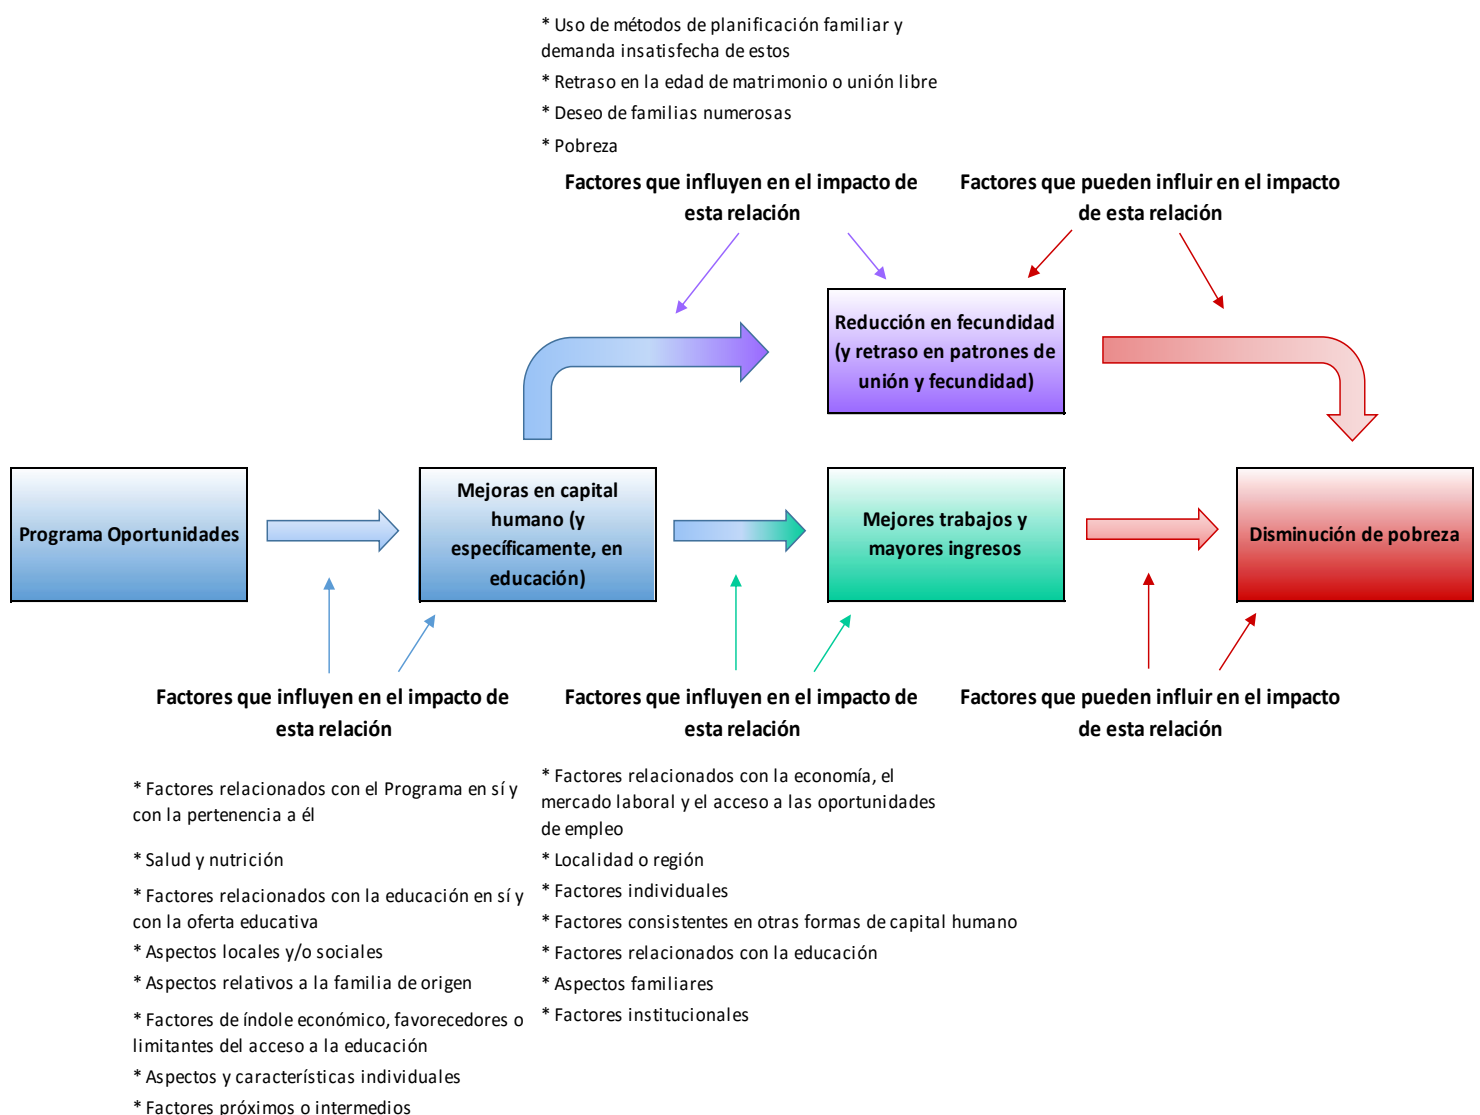 * Uso de métodos de planificación familiar y
demanda insatisfecha de estos
* Retraso en la edad de matrimonio o unión libre
* Deseo de familias numerosas
* Pobreza
Factores que influyen en el impacto de
esta relación
Factores que pueden influir en el impacto
de esta relación
Reducción en fecundidad
(y retraso en patrones de
unión y fecundidad)
Programa Oportunidades
Mejoras en capital
humano (y
específicamente, en
educación)
Mejores trabajos y
mayores ingresos
Disminución de pobreza
Factores que influyen en el impacto de
esta relación
Factores que influyen en el impacto de
esta relación
Factores que pueden influir en el impacto
de esta relación
* Factores relacionados con el Programa en sí y
con la pertenencia a él
* Salud y nutrición
* Factores relacionados con la educación en sí y
con la oferta educativa
* Aspectos locales y/o sociales
* Aspectos relativos a la familia de origen
* Factores de índole económico, favorecedores o
limitantes del acceso a la educación
* Aspectos y características individuales
* Factores próximos o intermedios
* Factores relacionados con la economía, el
mercado laboral y el acceso a las oportunidades
de empleo
* Localidad o región
* Factores individuales
* Factores consistentes en otras formas de capital humano
* Factores relacionados con la educación
* Aspectos familiares
* Factores institucionales